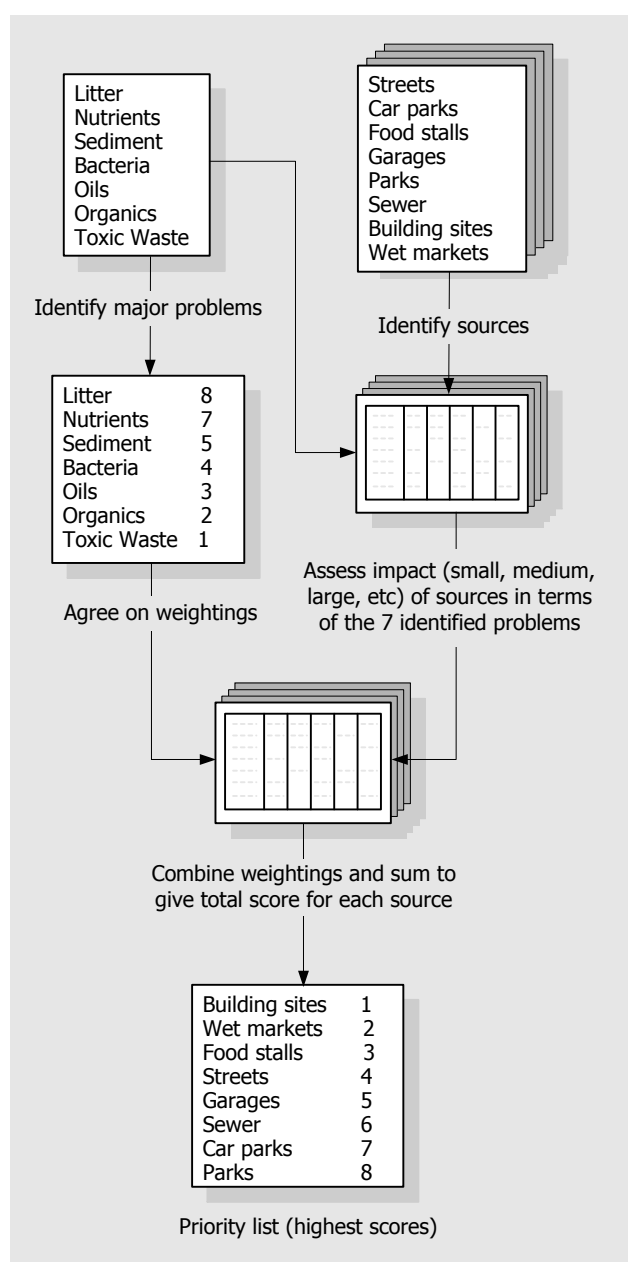 Litter
Nutrients
Sediment
Bacteria
Oils
Organics
Toxic Waste
Streets
Car parks
Food stalls
Garages
Parks
Sewer
Building sites
Wet markets
Identify major problems
Identify sources
Litter 8
Nutrients 7
Sediment 5
Bacteria 4
Oils 3
Organics 2
Toxic Waste 1
Assess impact (small, medium,
large, etc) of sources in terms
of the 7 identified problems
Agree on weightings
Combine weightings and sum to
give total score for each source
Building sites 1
Wet markets 2
Food stalls 3
Streets 4
Garages 5
Sewer 6
Car parks 7
Parks 8
Priority list (highest scores)